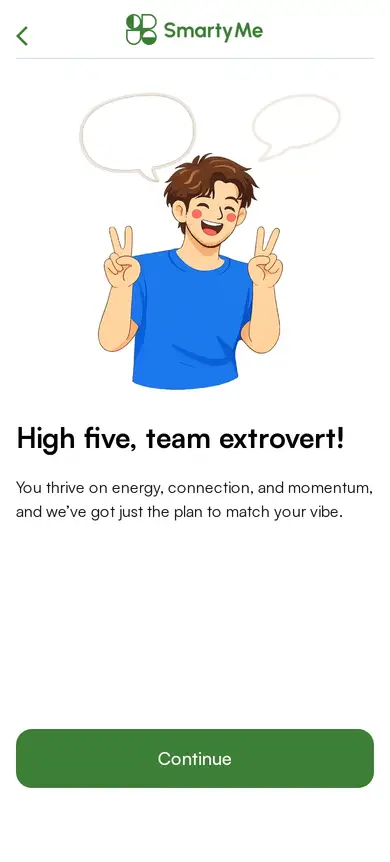 SmartyMe
High five, team extrovert!
You thrive on energy, connection, and momentum,
and we’ve got just the plan to match your vibe.
Continue